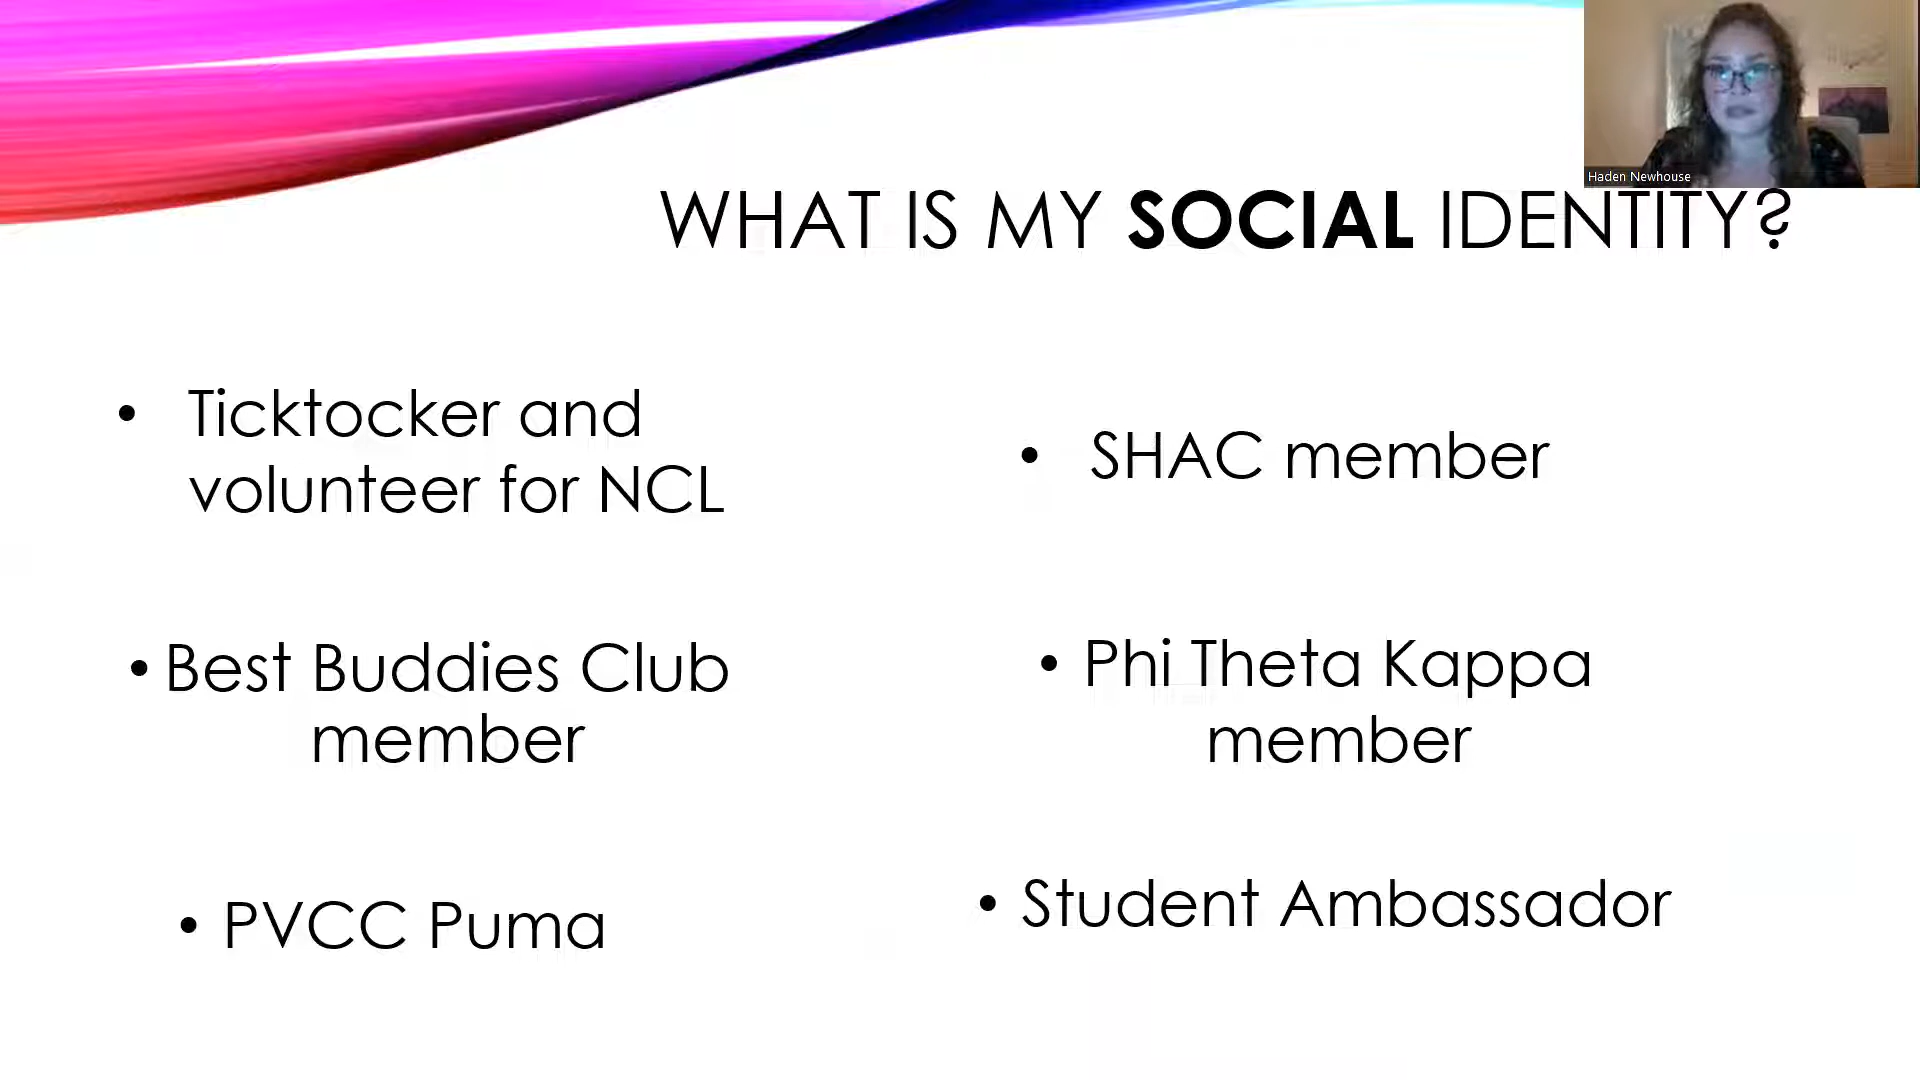 Haden Newhouse
WHAT IS MY SOCIAL IDENTITY?
• Ticktocker and
volunteer for NCL
• Best Buddies Club
member
• PVCC Puma
• SHAC member
• Phi Theta Kappa
member
• Student Ambassador